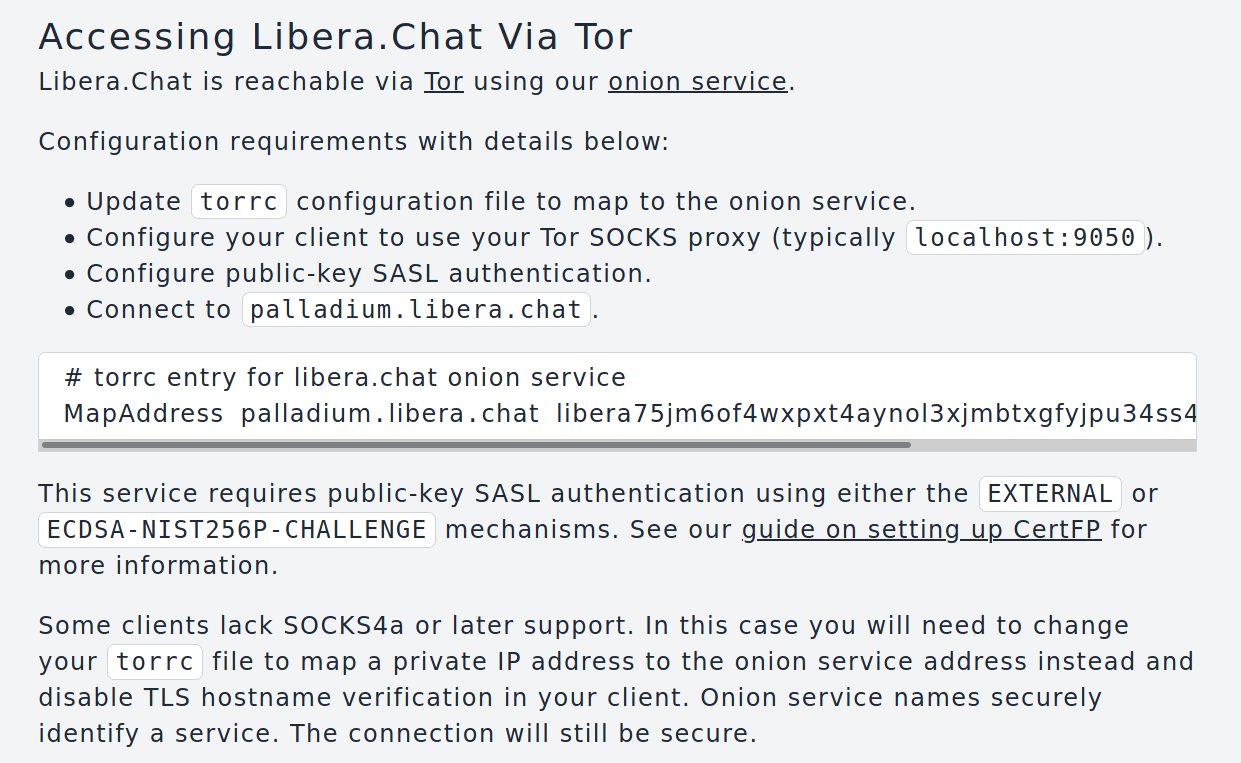 Accessing Libera.Chat Via Tor
Libera.Chat is reachable via Tor using our onion service.
Configuration requirements with details below:
• Update torrc configuration file to map to the onion service.
• Configure your client to use your Tor SOCKS proxy (typically localhost:9050).
• Configure public-key SASL authentication.
• Connect to palladium.libera.chat.
# torrc entry for libera.chat onion service
MapAddress palladium.libera.chat libera75jm6of4wxpxt4aynol3xjmbtxgfyjpu34ss4
This service requires public-key SASL authentication using either the EXTERNAL or
ECDSA-NIST256P-CHALLENGE mechanisms. See our guide on setting up CertFP for
more information.
Some clients lack SOCKS4a or later support. In this case you will need to change
your torrc file to map a private IP address to the onion service address instead and
disable TLS hostname verification in your client. Onion service names securely
identify a service. The connection will still be secure.